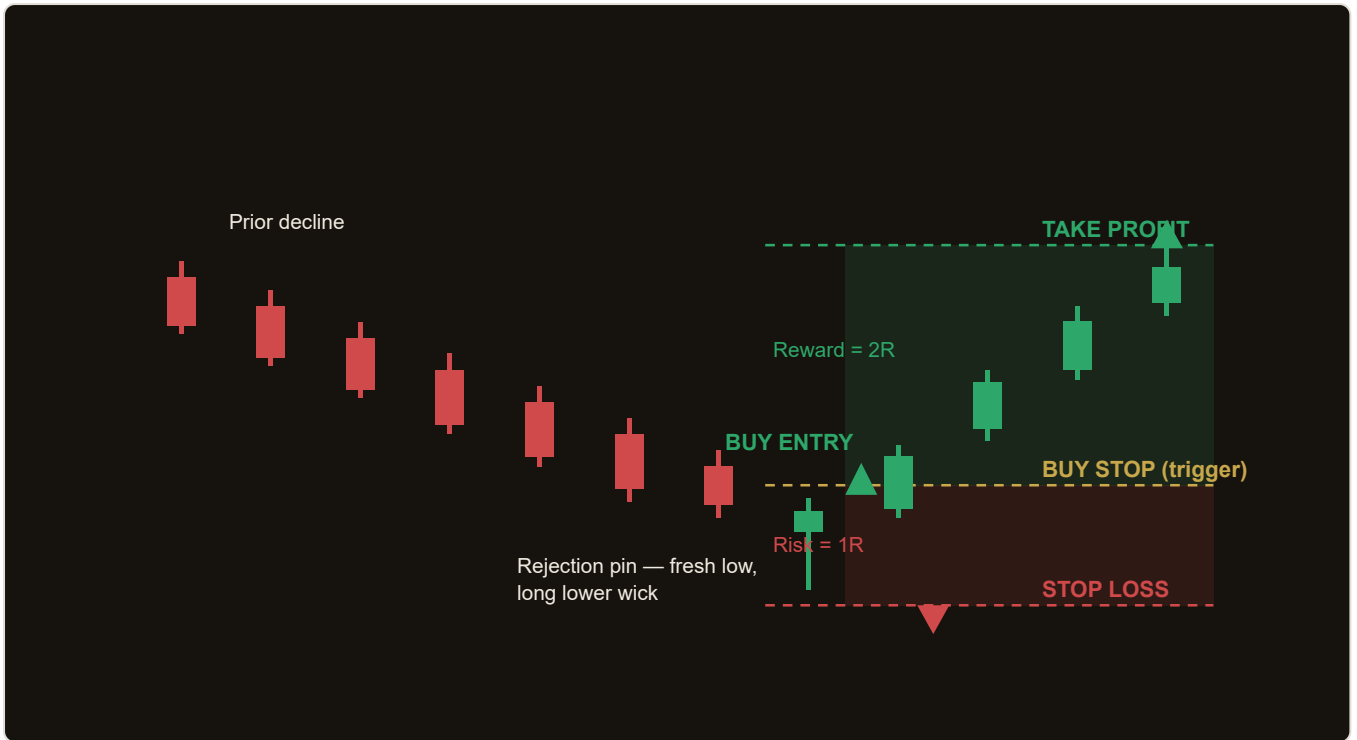 Prior decline
TAKE PROFIT
Reward = 2R
BUY ENTRY
BUY STOP (trigger)
Risk = 1R
Rejection pin — fresh low,
long lower wick
STOP LOSS